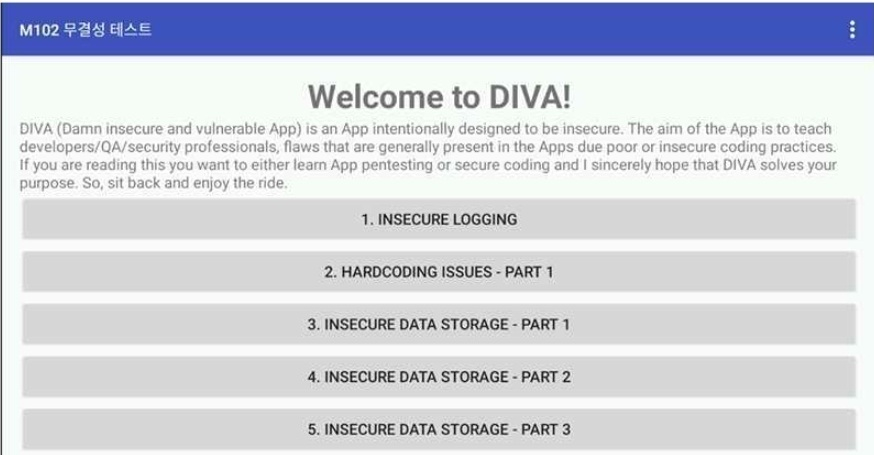 M102 무결성 테스트
Welcome to DIVA!
DIVA (Damn insecure and vulnerable App) is an App intentionally designed to be insecure. The aim of the App is to teach
developers/QA/security professionals, flaws that are generally present in the Apps due poor or insecure coding practices.
If you are reading this you want to either learn App pentesting or secure coding and I sincerely hope that DIVA solves your
purpose. So, sit back and enjoy the ride.
1. INSECURE LOGGING
2. HARDCODING ISSUES - PART 1
3. INSECURE DATA STORAGE - PART 1
4. INSECURE DATA STORAGE - PART 2
5. INSECURE DATA STORAGE - PART 3